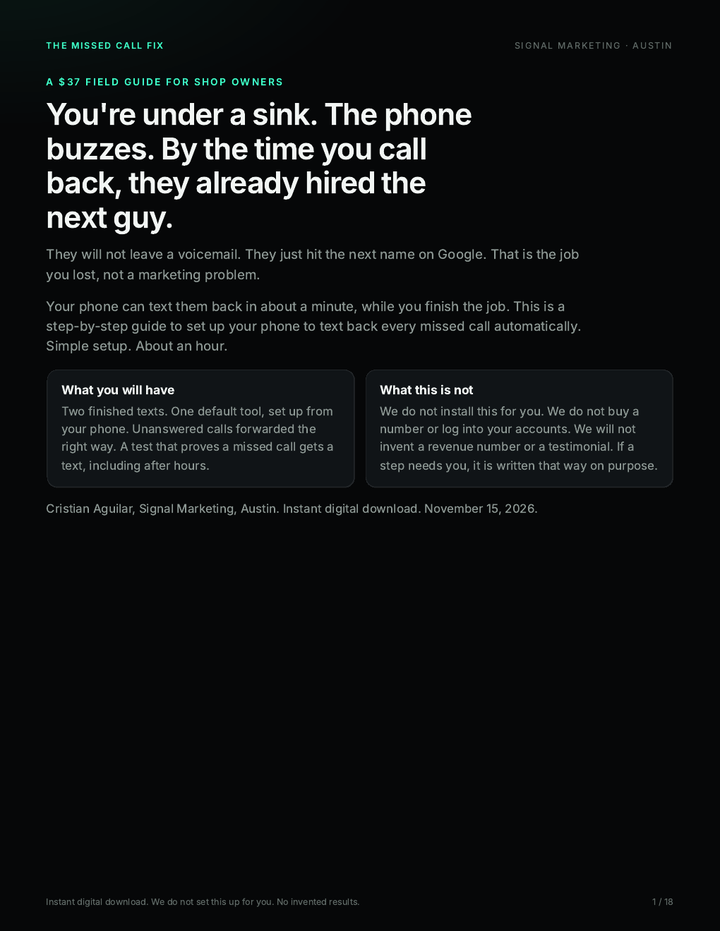 THE MISSED CALL FIX
SIGNAL MARKETING · AUSTIN
A $37 FIELD GUIDE FOR SHOP OWNERS
You're under a sink. The phone
buzzes. By the time you call
back, they already hired the
next guy.
They will not leave a voicemail. They just hit the next name on Google. That is the job
you lost, not a marketing problem.
Your phone can text them back in about a minute, while you finish the job. This is a
step-by-step guide to set up your phone to text back every missed call automatically.
Simple setup. About an hour.
What you will have
Two finished texts. One default tool, set up from
your phone. Unanswered calls forwarded the
right way. A test that proves a missed call gets a
text, including after hours.
What this is not
We do not install this for you. We do not buy a
number or log into your accounts. We will not
invent a revenue number or a testimonial. If a
step needs you, it is written that way on purpose.
Cristian Aguilar, Signal Marketing, Austin. Instant digital download. November 15, 2026.
Instant digital download. We do not set this up for you. No invented results.
1 / 18